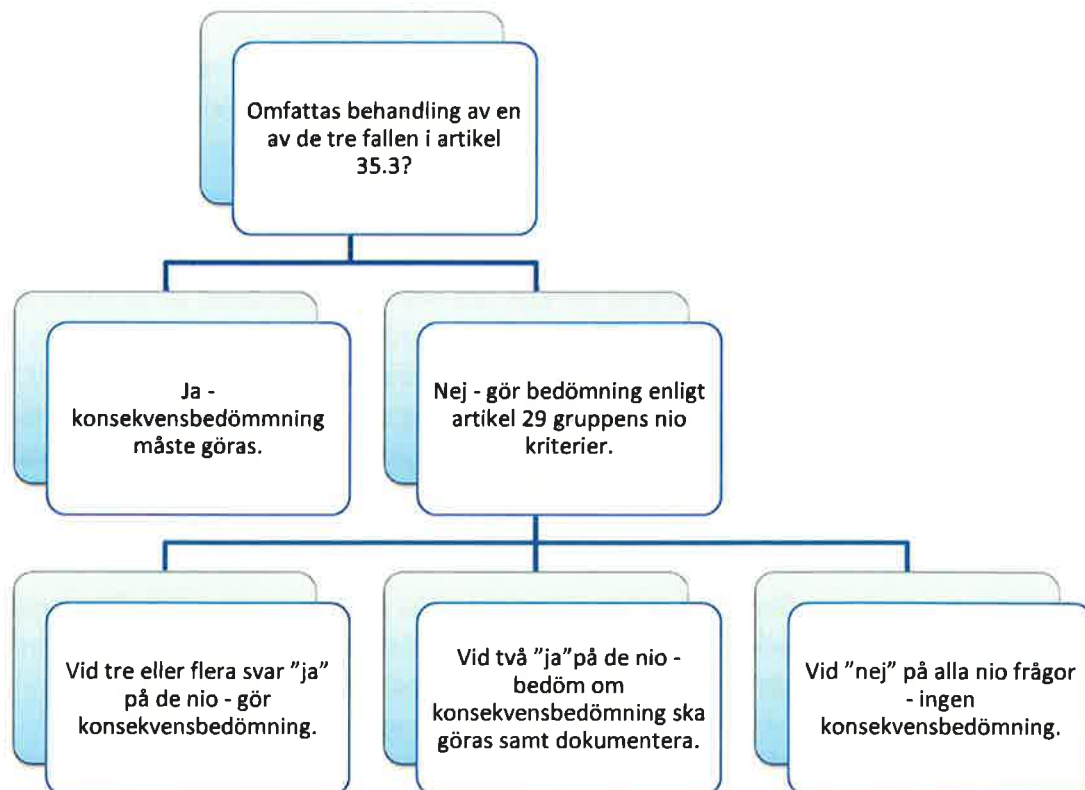 Omfattas behandling av en
av de tre fallen i artikel
35.3?
Ja -
konsekvensbedömmning
måste göras.
Nej - gör bedömning enligt
artikel 29 gruppens nio
kriterier.
Vid tre eller flera svar ”ja”
på de nio - gör
konsekvensbedömning.
Vid två ”ja”på de nio -
bedöm om
konsekvensbedömning ska
göras samt dokumentera.
Vid ”nej” på alla nio frågor
- ingen
konsekvensbedömning.